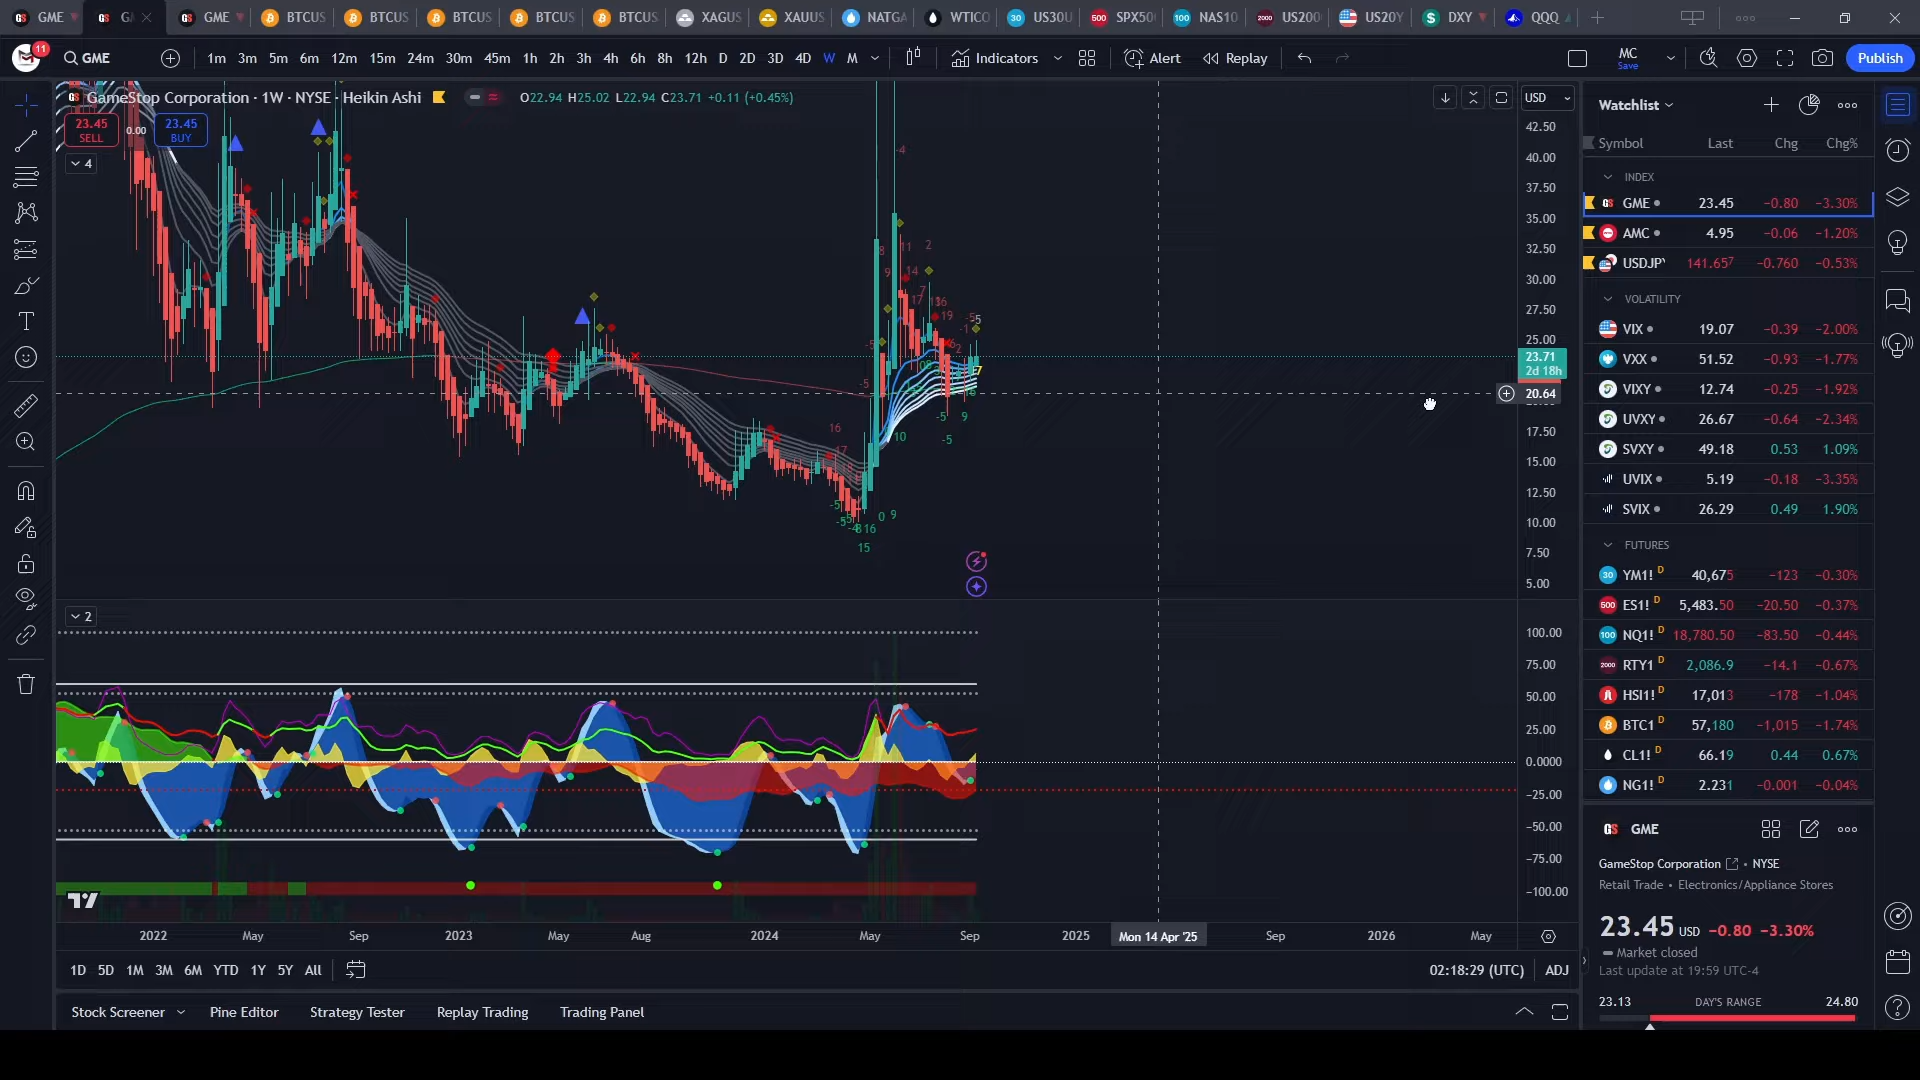 GME
GME
BTCUS
BTCUS
BTCUS
BTCUS
BTCUS
XAGUS
XAUUS
NATGA
WTICO
US30U
SPX50
NAS10
US200
US20Y
DXY
QQQ
11
GME
1m 3m 5m 6m 12m 15m 24m 30m 45m 1h 2h 3h 4h 6h 8h 12h D 2D 3D 4D W M
Indicators
Alert
Replay
MC
Save
Publish
GameStop Corporation · 1W · NYSE · Heikin Ashi
O22.94 H25.02 L22.94 C23.71 +0.11 (+0.45%)
23.45
SELL
0.00
23.45
BUY
4
USD
42.50
40.00
37.50
35.00
32.50
30.00
27.50
25.00
23.71
2d 18h
20.64
17.50
15.00
12.50
10.00
7.50
5.00
2
100.00
75.00
50.00
25.00
0.0000
−25.00
−50.00
−75.00
−100.00
2022 May Sep 2023 May Aug 2024 May Sep 2025 Mon 14 Apr '25 Sep 2026 May
1D 5D 1M 3M 6M YTD 1Y 5Y All
02:18:29 (UTC) ADJ
Stock Screener Pine Editor Strategy Tester Replay Trading Trading Panel
Watchlist
Symbol Last Chg Chg%
INDEX
GME 23.45 −0.80 −3.30%
AMC 4.95 −0.06 −1.20%
USDJP 141.657 −0.760 −0.53%
VOLATILITY
VIX 19.07 −0.39 −2.00%
VXX 51.52 −0.93 −1.77%
VIXY 12.74 −0.25 −1.92%
UVXY 26.67 −0.64 −2.34%
SVXY 49.18 0.53 1.09%
UVIX 5.19 −0.18 −3.35%
SVIX 26.29 0.49 1.90%
FUTURES
YM1! D 40,675 −123 −0.30%
ES1! D 5,483.50 −20.50 −0.37%
NQ1! D 18,780.50 −83.50 −0.44%
RTY1 D 2,086.9 −14.1 −0.67%
HSI1! D 17,013 −178 −1.04%
BTC1 D 57,180 −1,015 −1.74%
CL1! D 66.19 0.44 0.67%
NG1! D 2.231 −0.001 −0.04%
GME
GameStop Corporation • NYSE
Retail Trade • Electronics/Appliance Stores
23.45 USD −0.80 −3.30%
Market closed
Last update at 19:59 UTC-4
23.13 DAY'S RANGE 24.80